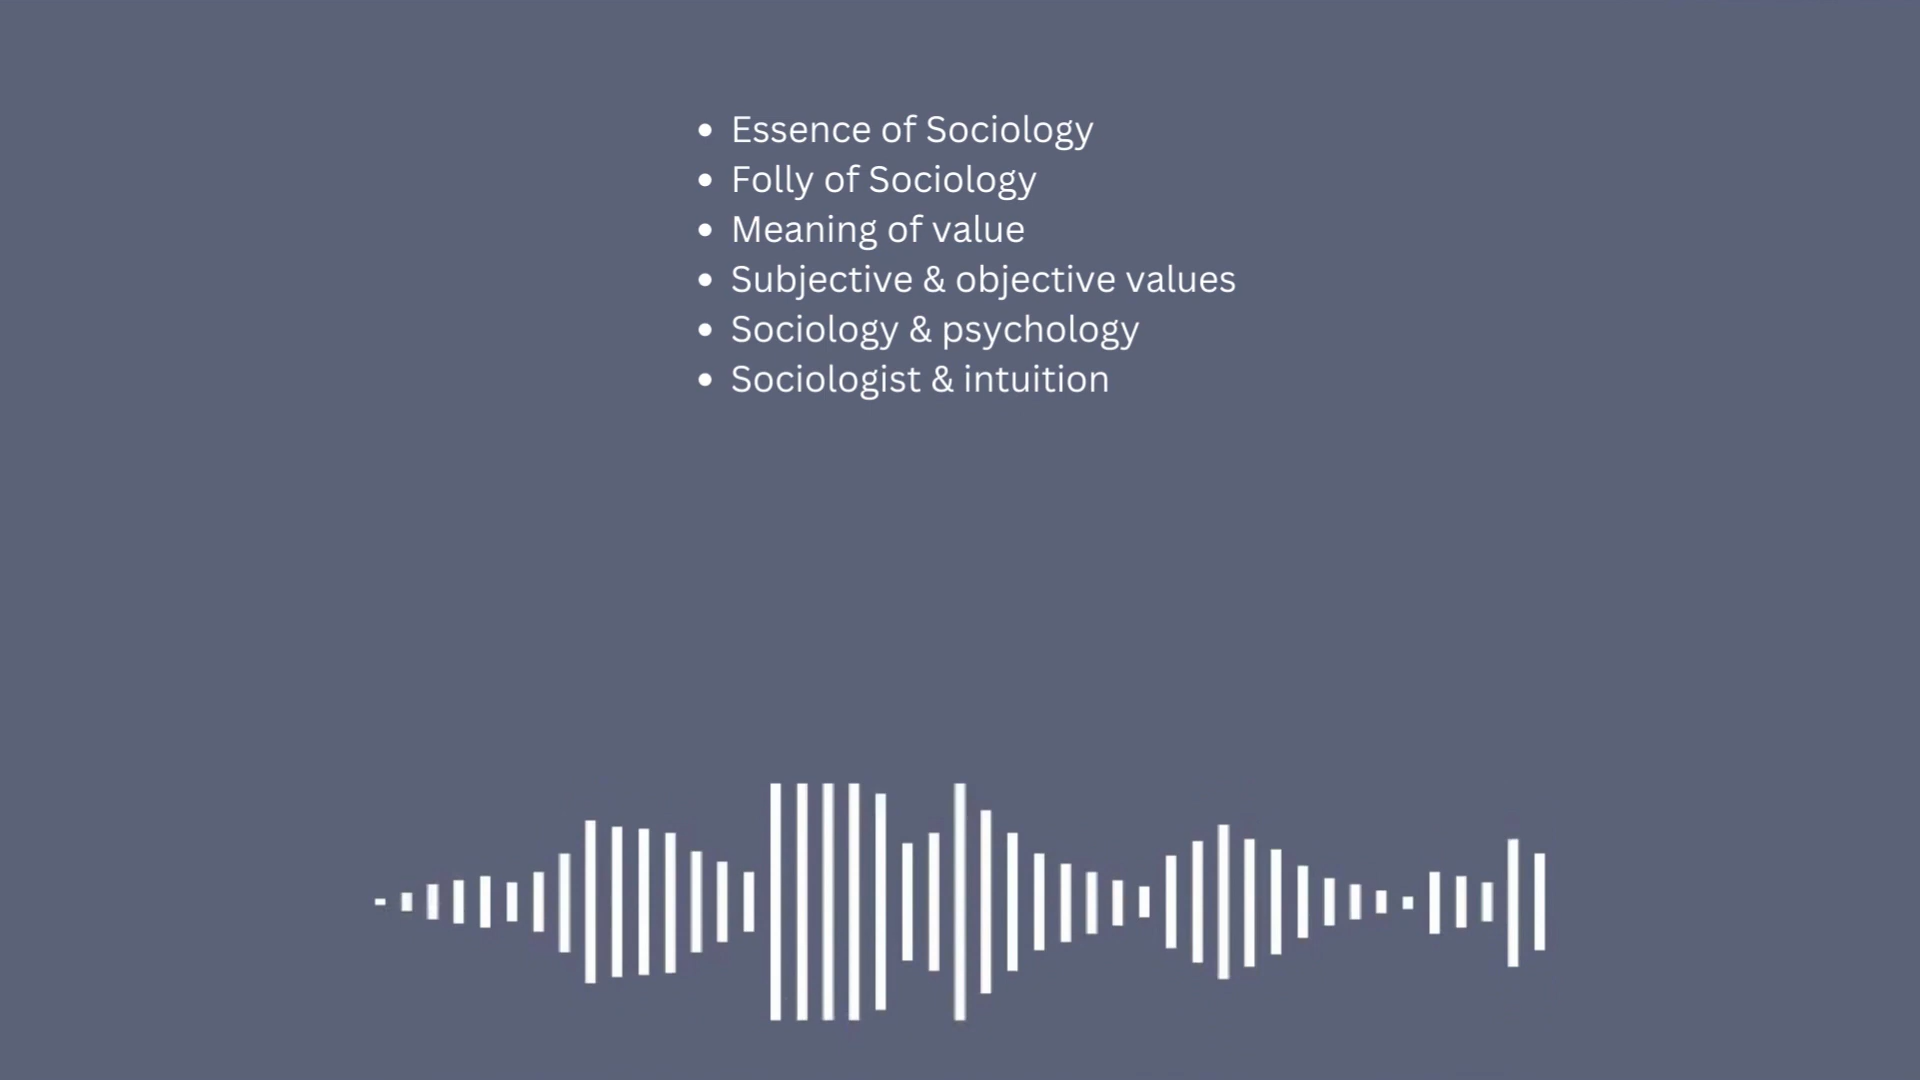 • Essence of Sociology
• Folly of Sociology
• Meaning of value
• Subjective & objective values
• Sociology & psychology
• Sociologist & intuition